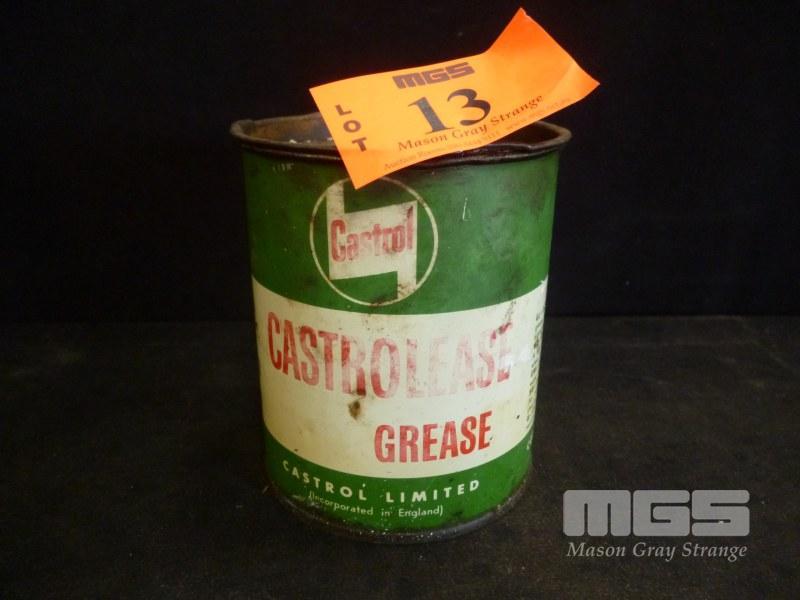 MGS
LOT
13
Mason Gray Strange
Castrol
CASTROLEASE
GREASE
CASTROL LIMITED
(Incorporated in England)
MGS
Mason Gray Strange